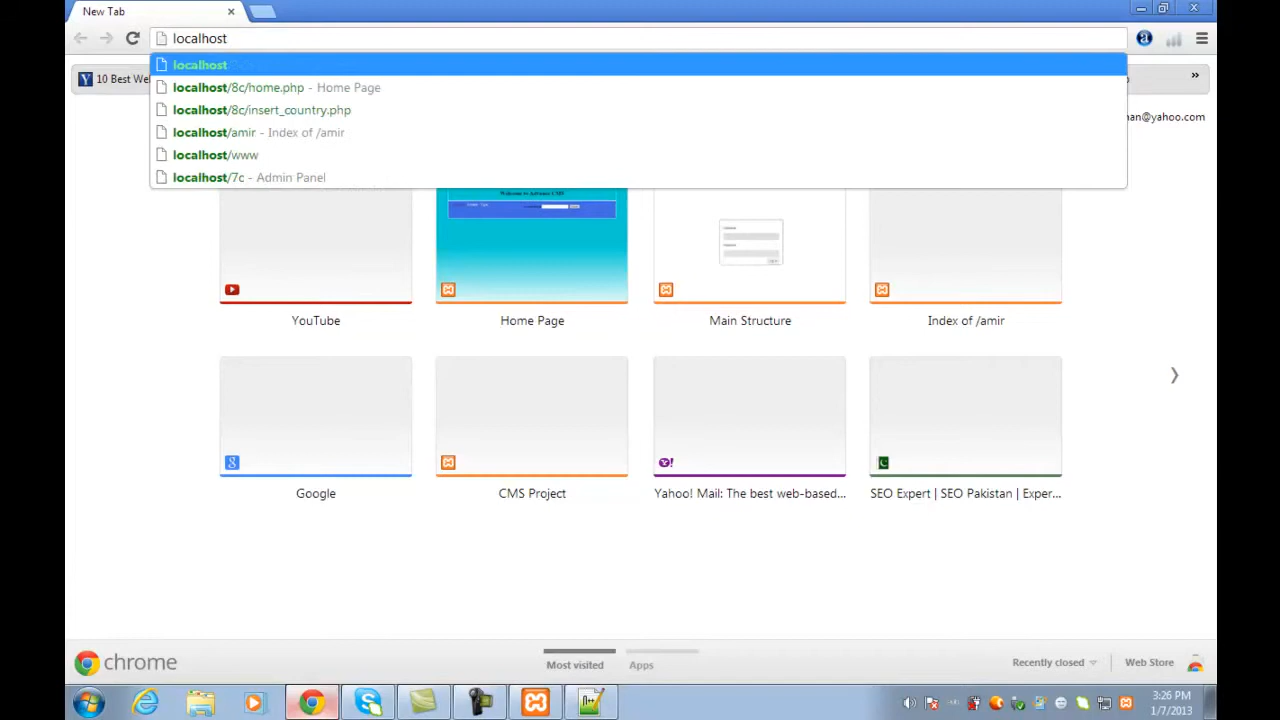 New Tab
localhost
localhost
localhost/8c/home.php - Home Page
10 Best We
localhost/8c/insert_country.php
localhost/amir - Index of /amir
han@yahoo.com
localhost/www
localhost/7c - Admin Panel
Welcome to
YouTube
Home Page
Main Structure
Index of /amir
Google
CMS Project
Yahoo! Mail: The best web-based...
SEO Expert | SEO Pakistan | Exper...
chrome
Most visited
Apps
Recently closed
Web Store
3:26 PM
1/7/2013